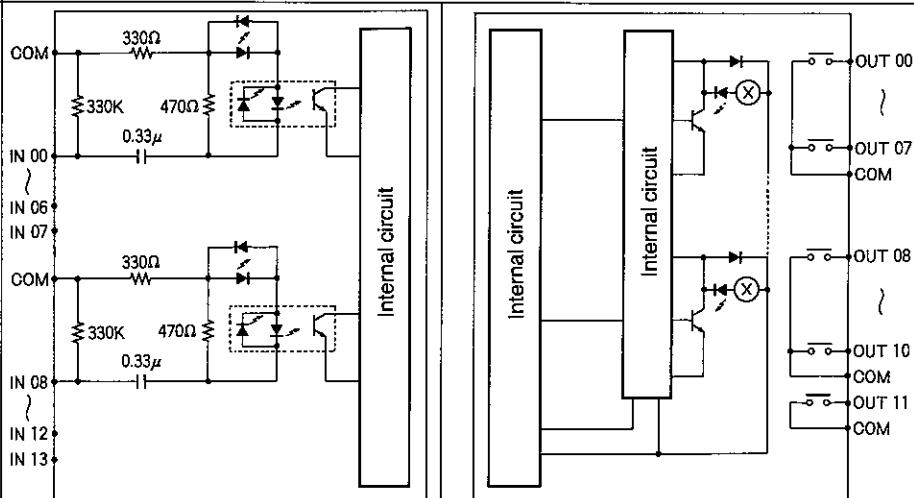 COM
330Ω
330K
470Ω
0.33μ
IN 00
IN 06
IN 07
COM
330Ω
330K
470Ω
0.33μ
IN 08
IN 12
IN 13
Internal circuit
Internal circuit
Internal circuit
X
X
OUT 00
OUT 07
COM
OUT 08
OUT 10
COM
OUT 11
COM